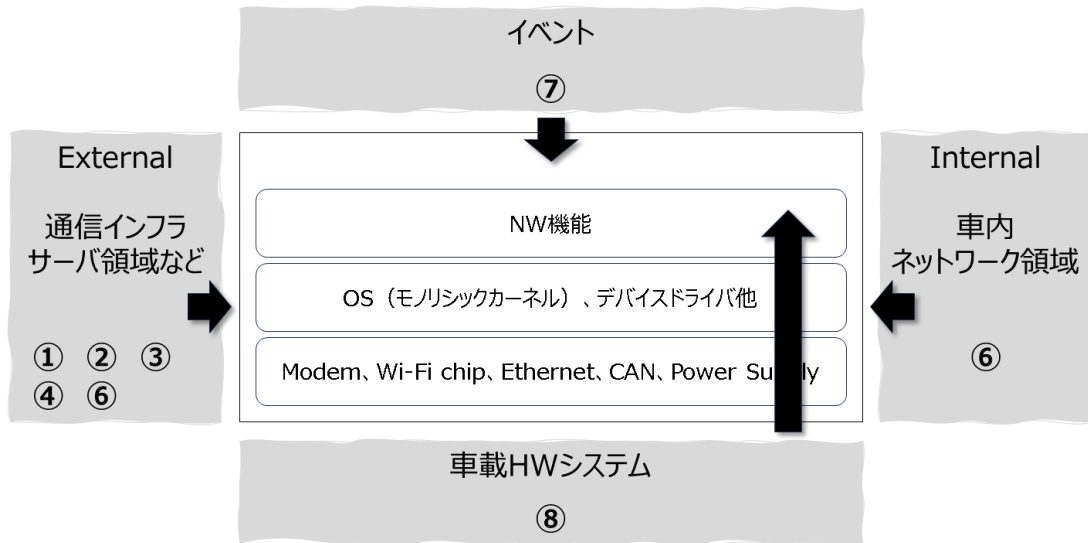 イベント
⑦
External
通信インフラ
サーバ領域など
① ② ③
④ ⑥
NW機能
OS（モノリシックカーネル）、デバイスドライバ他
Modem、Wi-Fi chip、Ethernet、CAN、Power Su ly
Internal
車内
ネットワーク領域
⑥
車載HWシステム
⑧